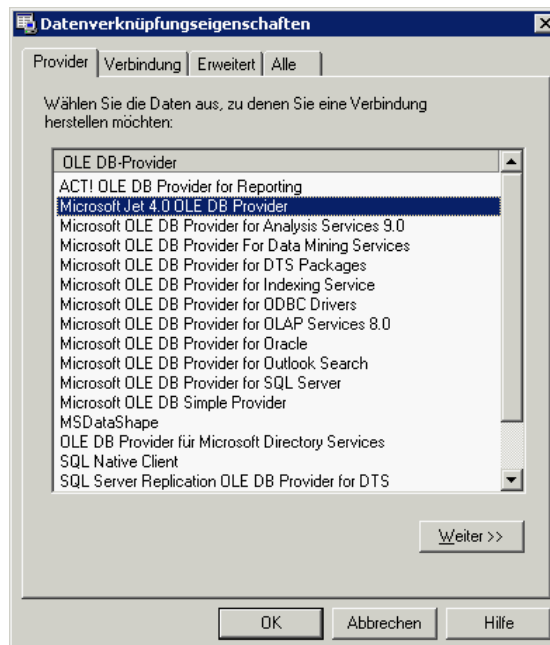 Datenverknüpfungseigenschaften
Provider Verbindung Erweitert Alle
Wählen Sie die Daten aus, zu denen Sie eine Verbindung
herstellen möchten:
OLE DB-Provider
ACT! OLE DB Provider for Reporting
Microsoft Jet 4.0 OLE DB Provider
Microsoft OLE DB Provider for Analysis Services 9.0
Microsoft OLE DB Provider For Data Mining Services
Microsoft OLE DB Provider for DTS Packages
Microsoft OLE DB Provider for Indexing Service
Microsoft OLE DB Provider for ODBC Drivers
Microsoft OLE DB Provider for OLAP Services 8.0
Microsoft OLE DB Provider for Oracle
Microsoft OLE DB Provider for Outlook Search
Microsoft OLE DB Provider for SQL Server
Microsoft OLE DB Simple Provider
MSDataShape
OLE DB Provider für Microsoft Directory Services
SQL Native Client
SQL Server Replication OLE DB Provider for DTS
Weiter >>
OK Abbrechen Hilfe